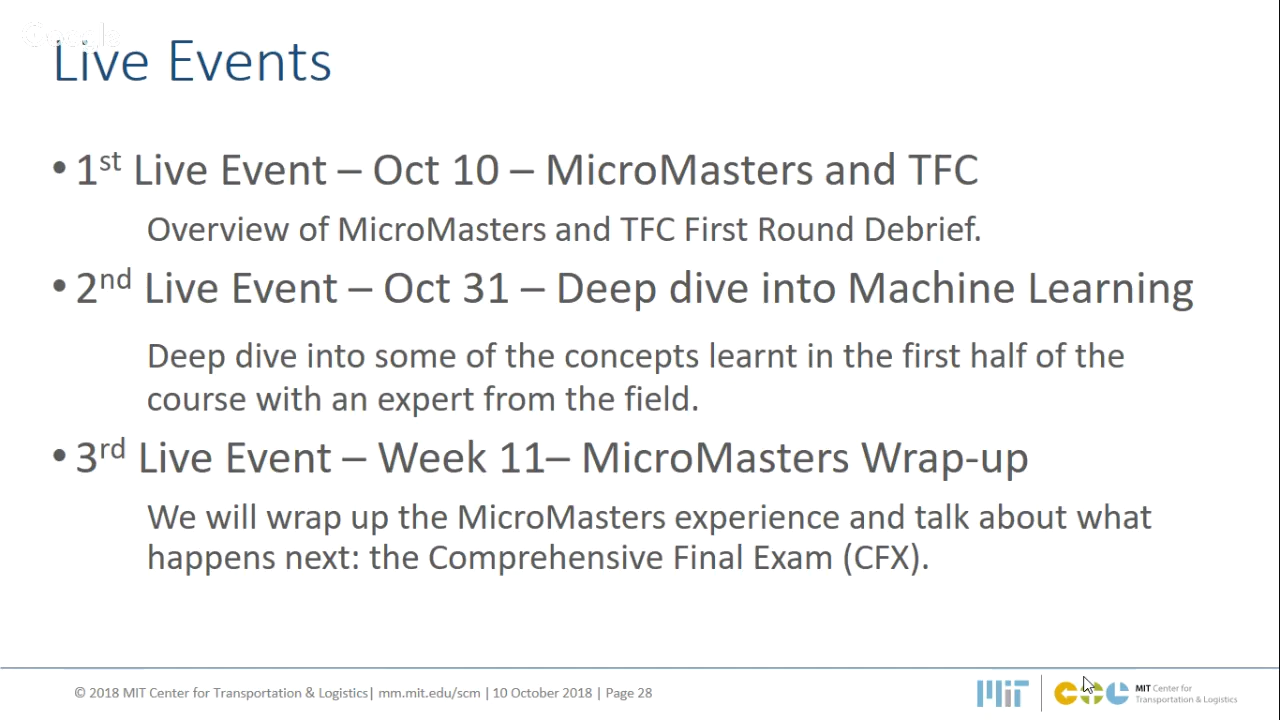 Google
Live Events
• 1st Live Event – Oct 10 – MicroMasters and TFC
Overview of MicroMasters and TFC First Round Debrief.
• 2nd Live Event – Oct 31 – Deep dive into Machine Learning
Deep dive into some of the concepts learnt in the first half of the
course with an expert from the field.
• 3rd Live Event – Week 11– MicroMasters Wrap-up
We will wrap up the MicroMasters experience and talk about what
happens next: the Comprehensive Final Exam (CFX).
© 2018 MIT Center for Transportation & Logistics| mm.mit.edu/scm | 10 October 2018 | Page 28
MIT
CTL
MIT Center for
Transportation & Logistics